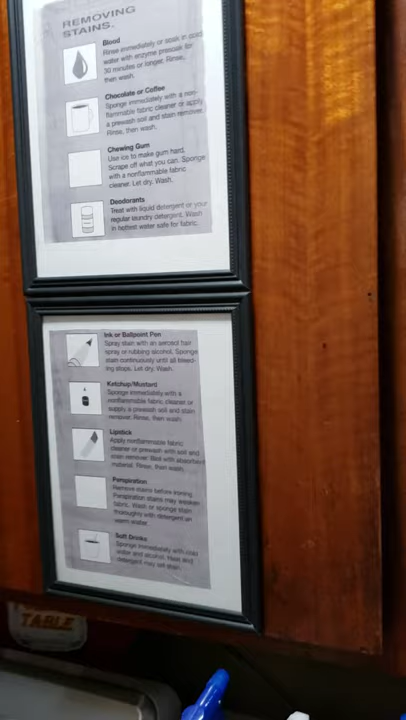 REMOVING
STAINS.
Blood
Rinse immediately or soak in cold
water with enzyme presoak for
30 minutes or longer. Rinse,
then wash.
Chocolate or Coffee
Sponge immediately with a non-
flammable fabric cleaner or apply
a prewash soil and stain remover.
Rinse, then wash.
Chewing Gum
Use ice to make gum hard.
Scrape off what you can. Sponge
with a nonflammable fabric
cleaner. Let dry. Wash.
Deodorants
Treat with liquid detergent or your
regular laundry detergent. Wash
in hottest water safe for fabric.
Ink or Ballpoint Pen
Spray stain with an aerosol hair
spray or rubbing alcohol. Sponge
stain continuously until all bleed-
ing stops. Let dry. Wash.
Ketchup/Mustard
Sponge immediately with a
nonflammable fabric cleaner or
supply a prewash soil and stain
remover. Rinse, then wash.
Lipstick
Apply nonflammable fabric
cleaner or prewash with soil and
stain remover. Blot with absorbent
material. Rinse, then wash.
Perspiration
Remove stains before ironing.
Perspiration stains may weaken
fabric. Wash or sponge stain
thoroughly with detergent an
warm water.
Soft Drinks
Sponge immediately with cold
water and alcohol. Heat and
detergent may set stain.
TABLE